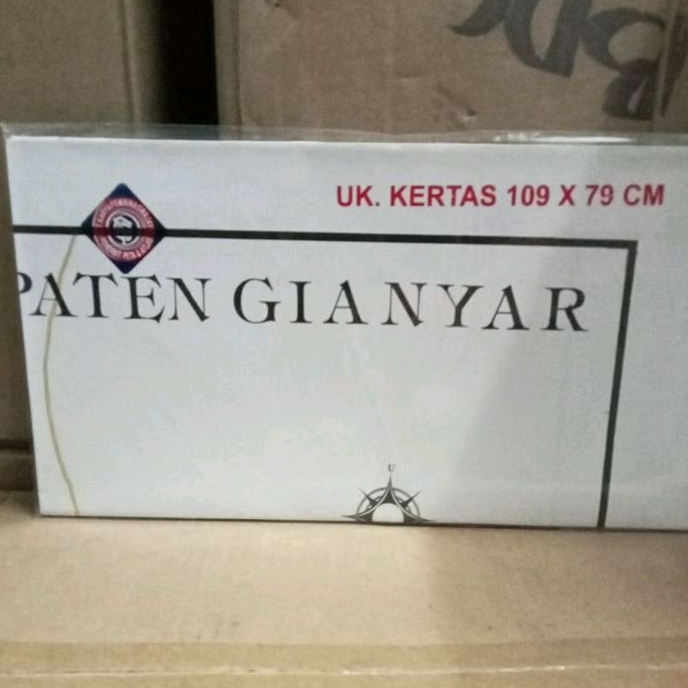 UK. KERTAS 109 X 79 CM
PATEN GIANYAR
U